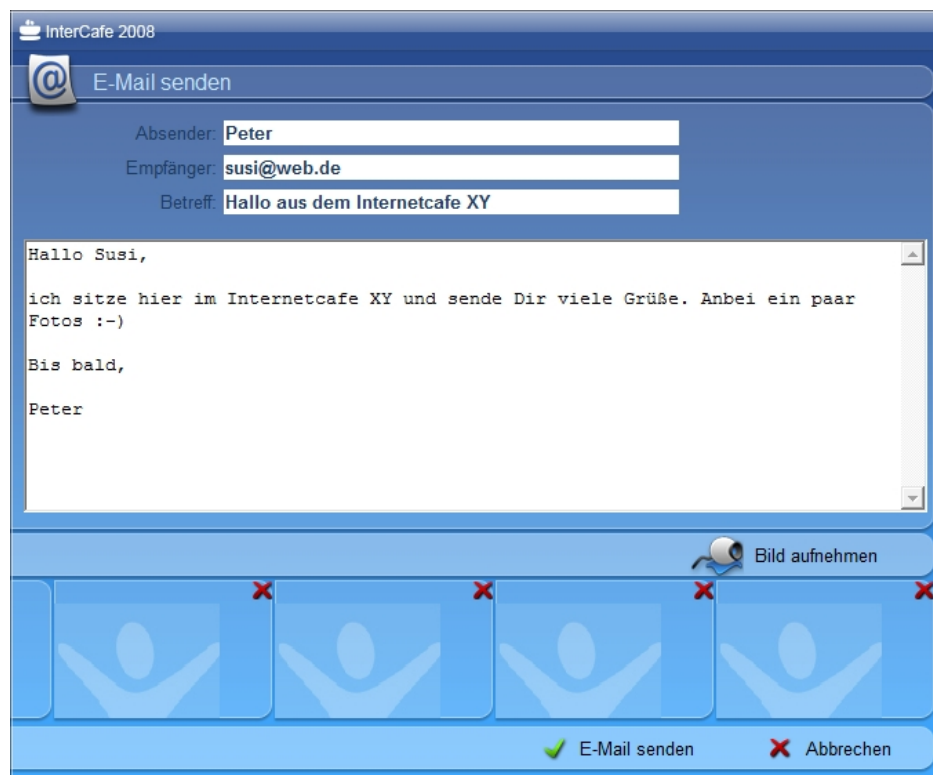 InterCafe 2008
E-Mail senden
Absender: Peter
Empfänger: susi@web.de
Betreff: Hallo aus dem Internetcafe XY
Hallo Susi,
ich sitze hier im Internetcafe XY und sende Dir viele Grüße. Anbei ein paar
Fotos :-)
Bis bald,
Peter
Bild aufnehmen
E-Mail senden
Abbrechen